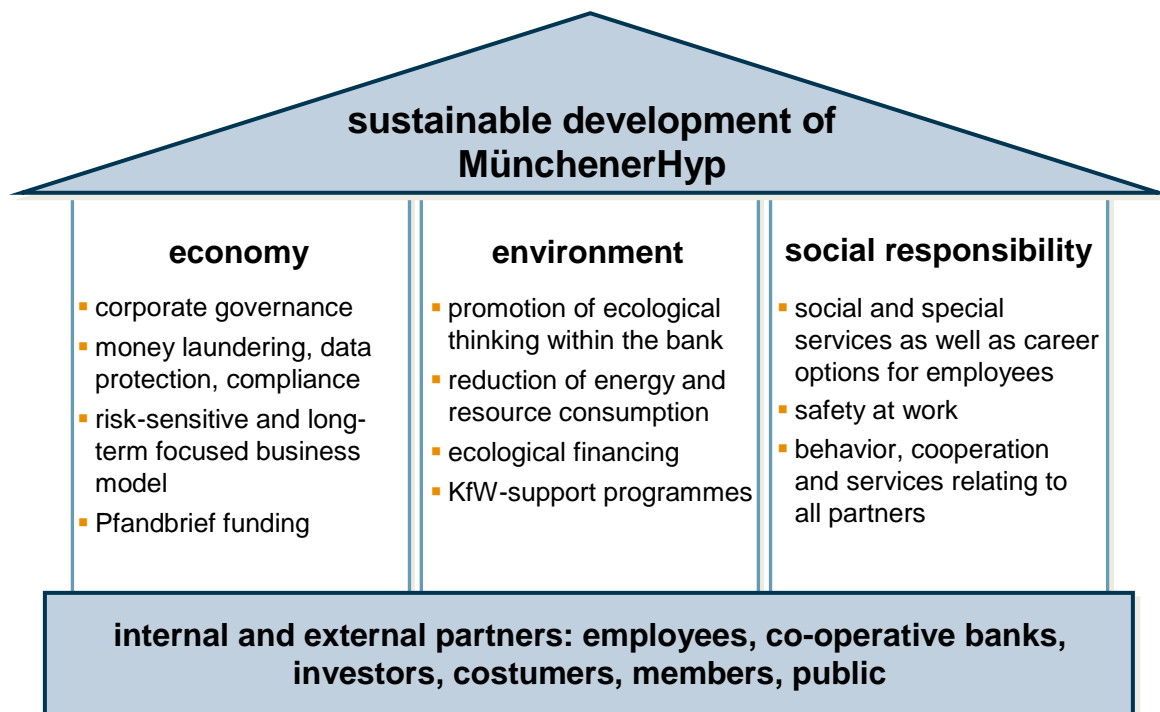 sustainable development of
MünchenerHyp
economy
corporate governance
money laundering, data
protection, compliance
risk-sensitive and long-
term focused business
model
Pfandbrief funding
environment
promotion of ecological
thinking within the bank
reduction of energy and
resource consumption
ecological financing
KfW-support programmes
social responsibility
social and special
services as well as career
options for employees
safety at work
behavior, cooperation
and services relating to
all partners
internal and external partners: employees, co-operative banks,
investors, costumers, members, public